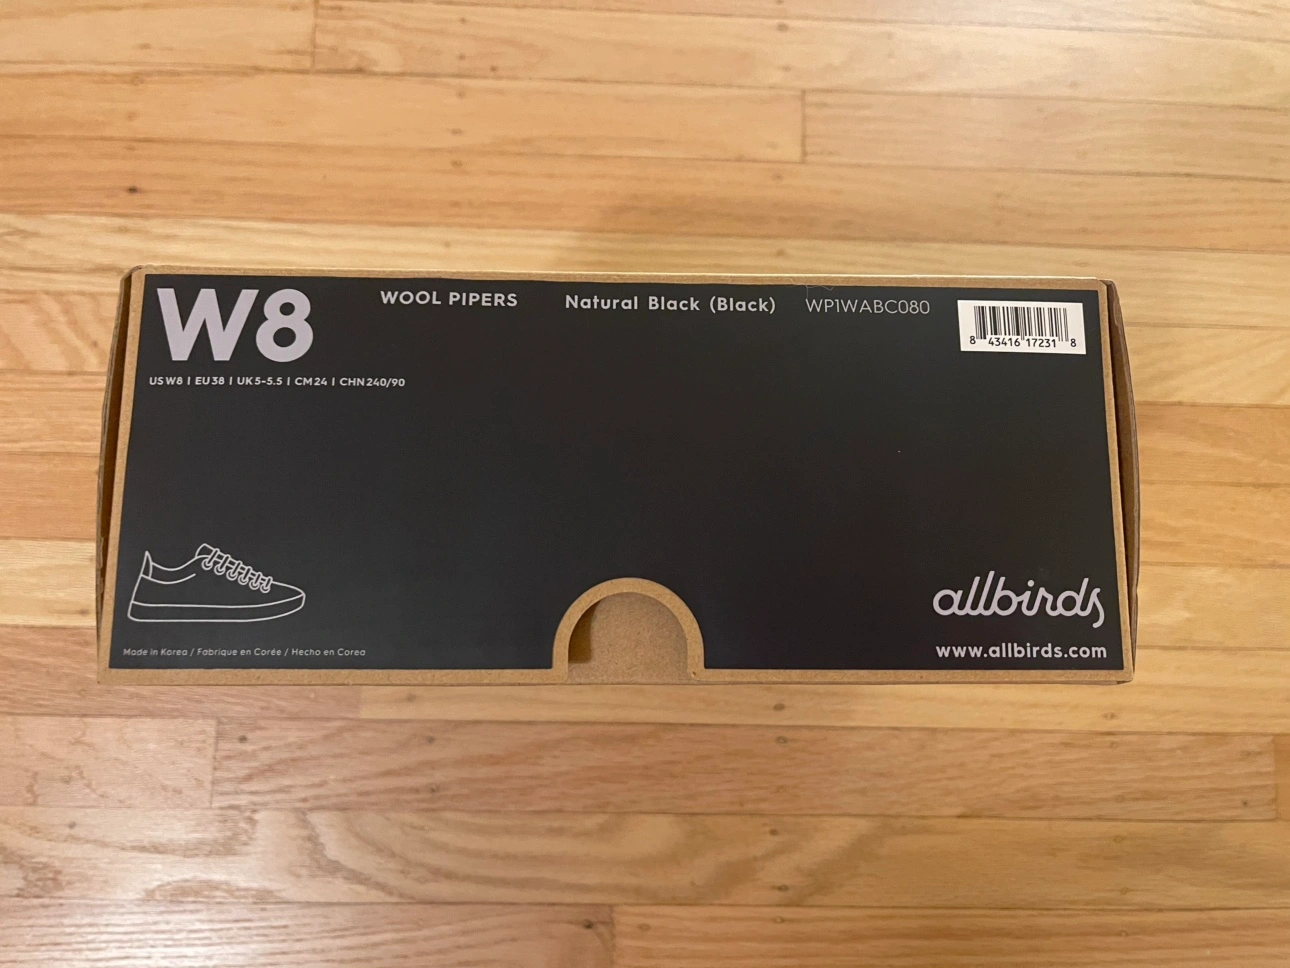 W8
WOOL PIPERS
Natural Black (Black)
WP1WABC080
8 43416 17231 8
US W8 | EU 38 | UK 5-5.5 | CM 24 | CHN 240/90
allbirds
www.allbirds.com
Made in Korea / Fabrique en Corée / Hecho en Corea